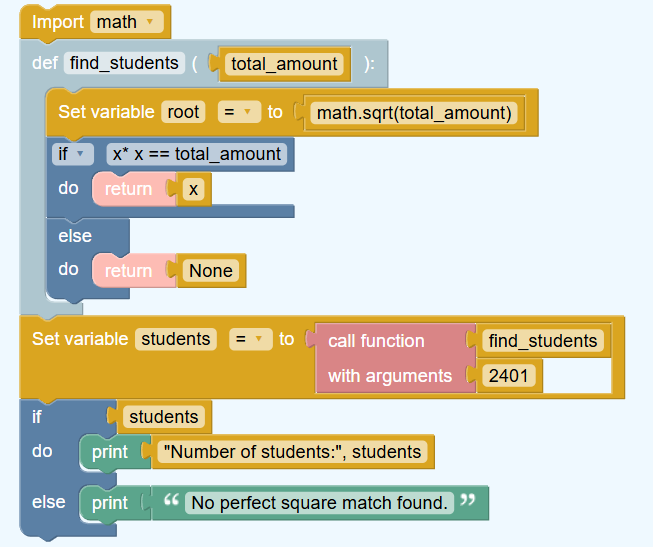 Import math
def find_students ( total_amount ):
Set variable root = to math.sqrt(total_amount)
if x* x == total_amount
do return x
else
do return None
Set variable students = to call function find_students
with arguments 2401
if students
do print "Number of students:", students
else print “ No perfect square match found. ”